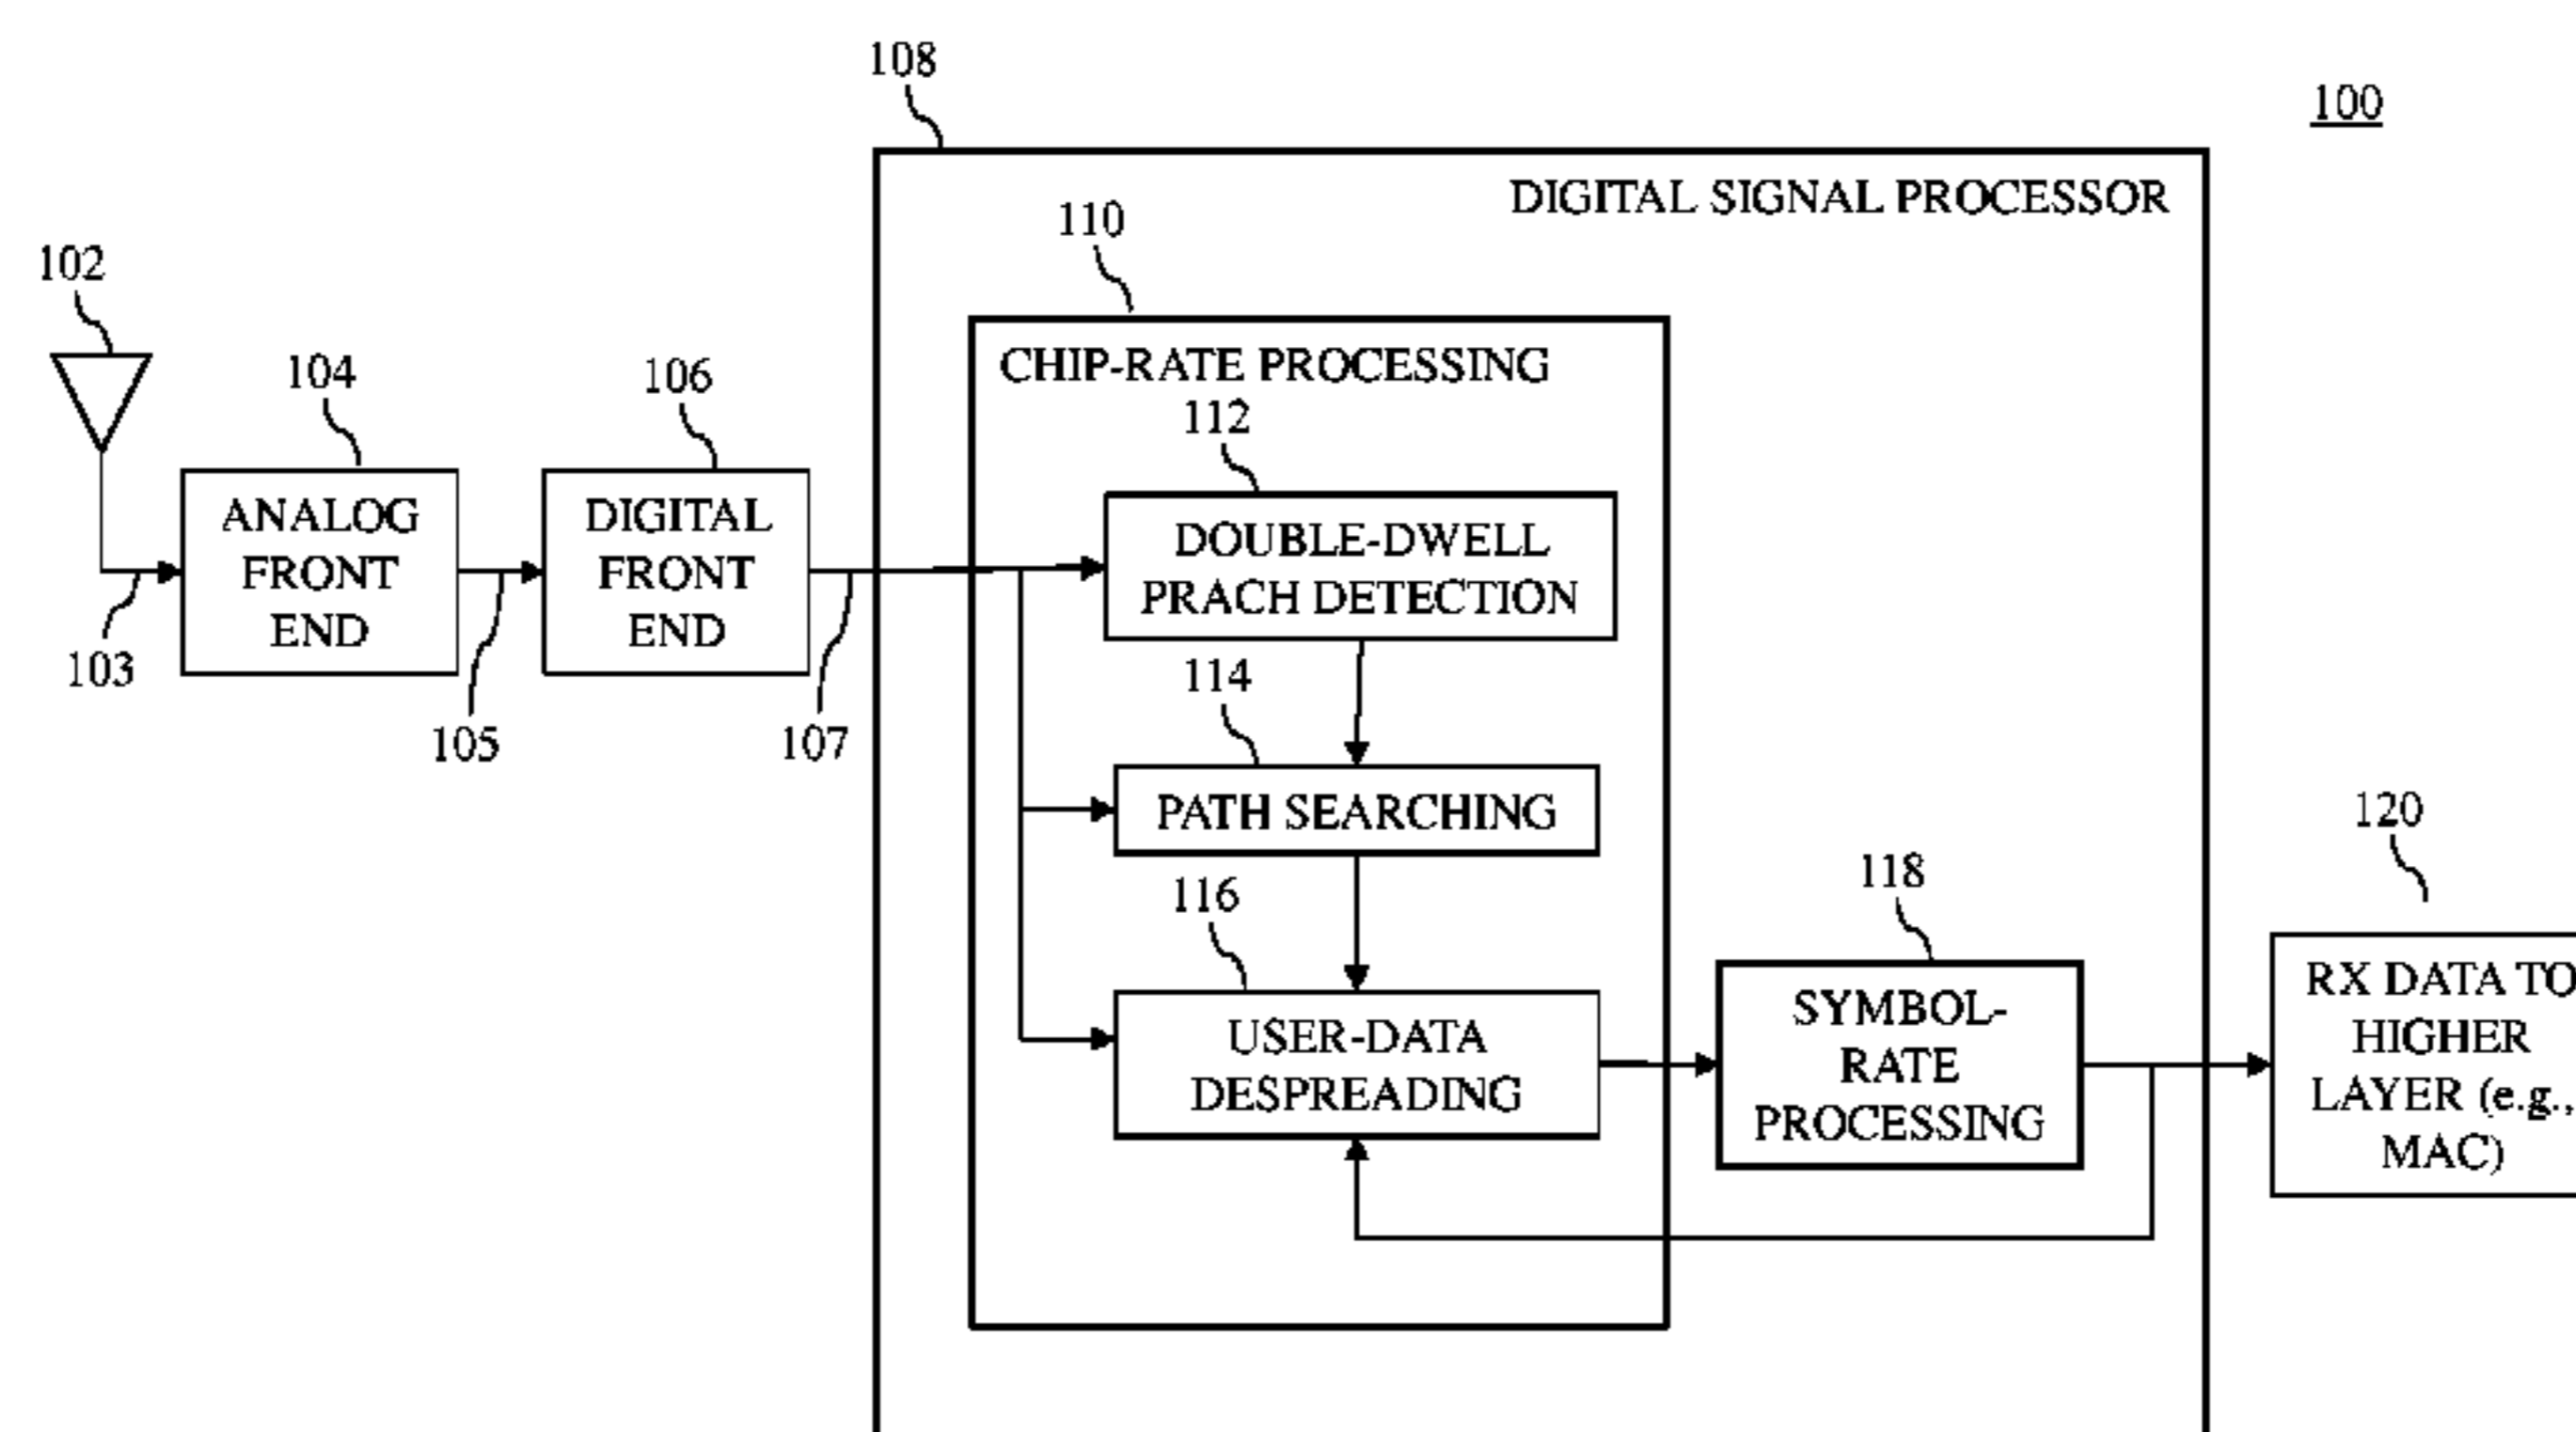 108
100
DIGITAL SIGNAL PROCESSOR
110
102
CHIP-RATE PROCESSING
104
106
112
ANALOG
FRONT
END
DIGITAL
FRONT
END
DOUBLE-DWELL
PRACH DETECTION
103
105
107
114
PATH SEARCHING
116
USER-DATA
DESPREADING
118
SYMBOL-
RATE
PROCESSING
120
RX DATA TO
HIGHER
LAYER (e.g.,
MAC)